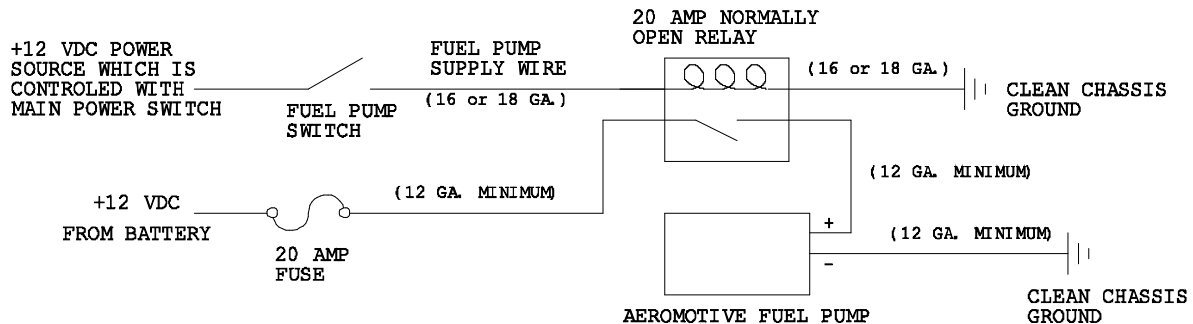 20 AMP NORMALLY
OPEN RELAY
+12 VDC POWER
SOURCE WHICH IS
CONTROLED WITH
MAIN POWER SWITCH
FUEL PUMP
SUPPLY WIRE
(16 or 18 GA.)
FUEL PUMP
SWITCH
(16 or 18 GA.)
CLEAN CHASSIS
GROUND
+12 VDC
FROM BATTERY
20 AMP
FUSE
(12 GA. MINIMUM)
(12 GA. MINIMUM)
+
-
(12 GA. MINIMUM)
AEROMOTIVE FUEL PUMP
CLEAN CHASSIS
GROUND